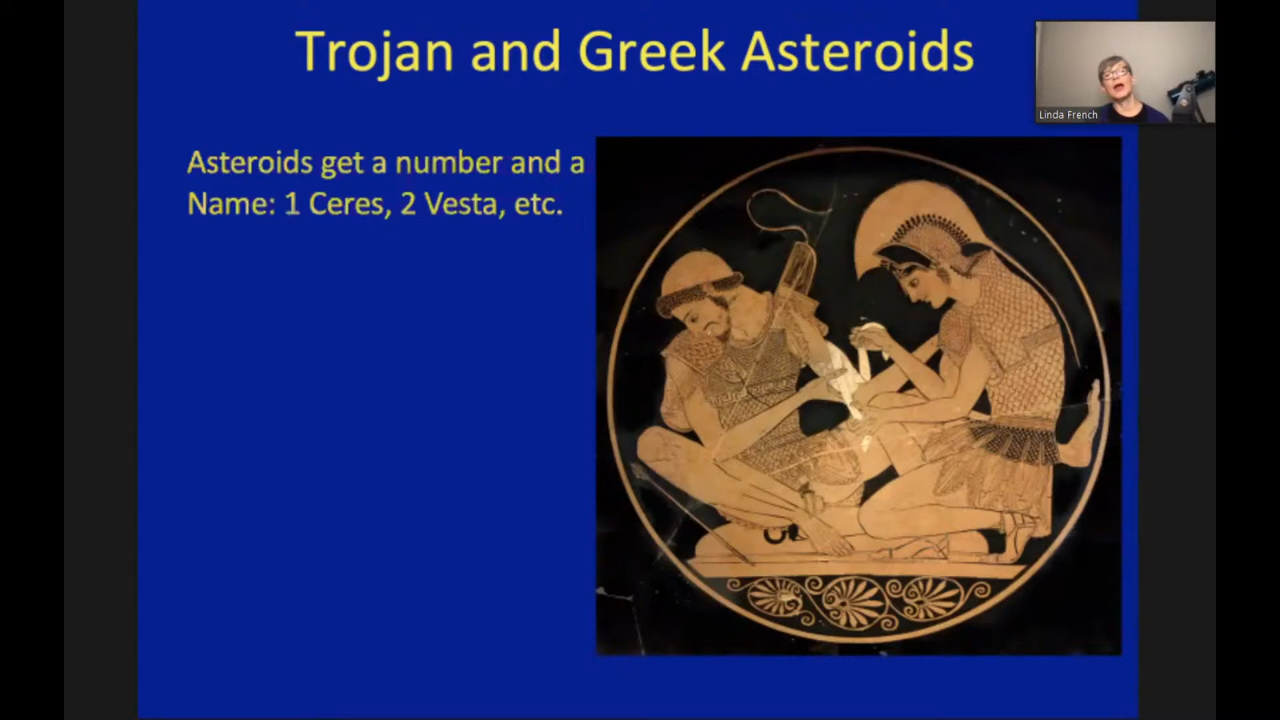 Trojan and Greek Asteroids
Linda French
Asteroids get a number and a
Name: 1 Ceres, 2 Vesta, etc.